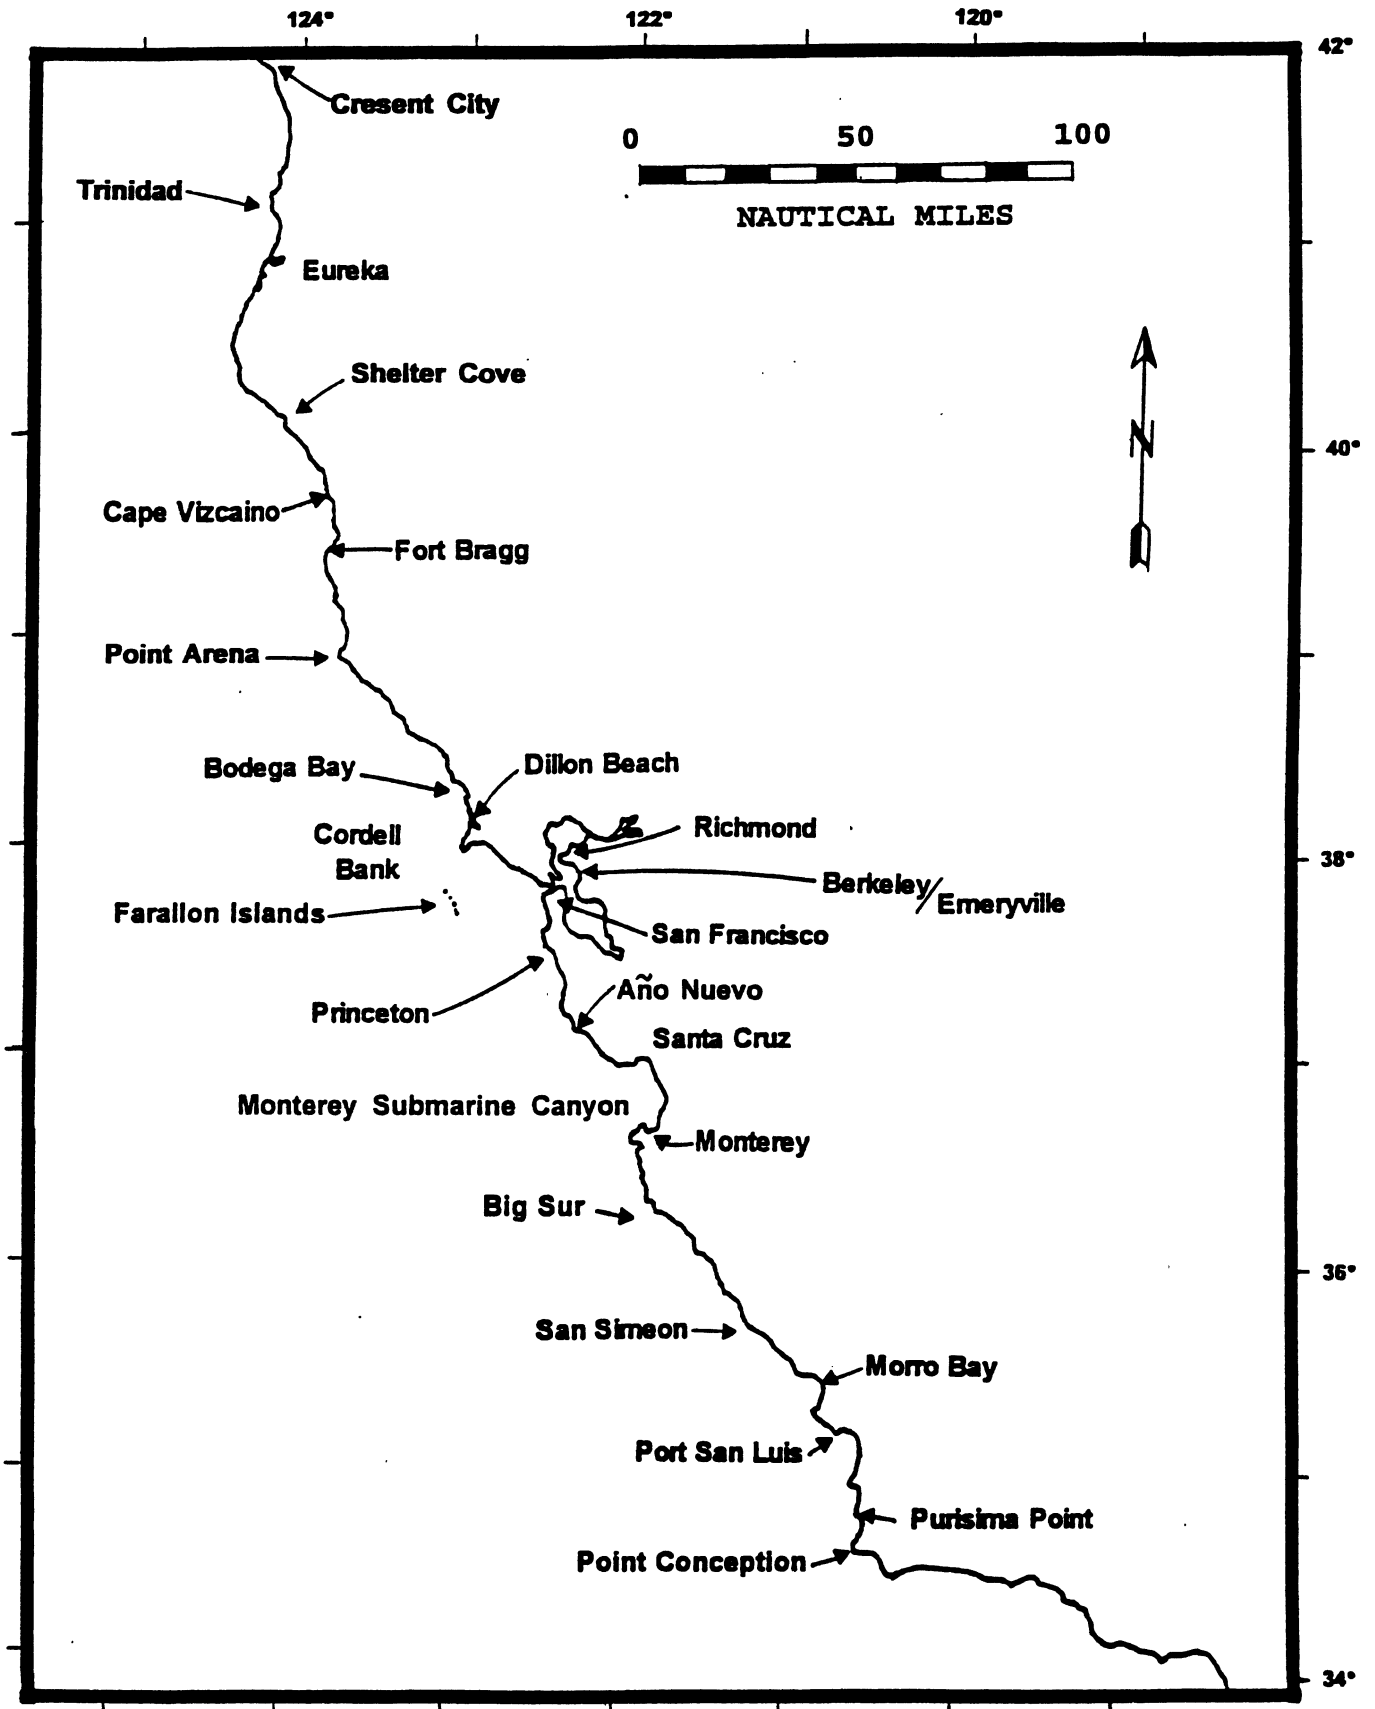 124° 122° 120°
42°
Cresent City
0 50 100
Trinidad
NAUTICAL MILES
Eureka
Shelter Cove
N
40°
Cape Vizcaino
Fort Bragg
Point Arena
Bodega Bay
Dillon Beach
Cordell
Bank
Richmond
38°
Berkeley/
Emeryville
Farallon Islands
San Francisco
Año Nuevo
Princeton
Santa Cruz
Monterey Submarine Canyon
Monterey
Big Sur
36°
San Simeon
Morro Bay
Port San Luis
Purisima Point
Point Conception
34°